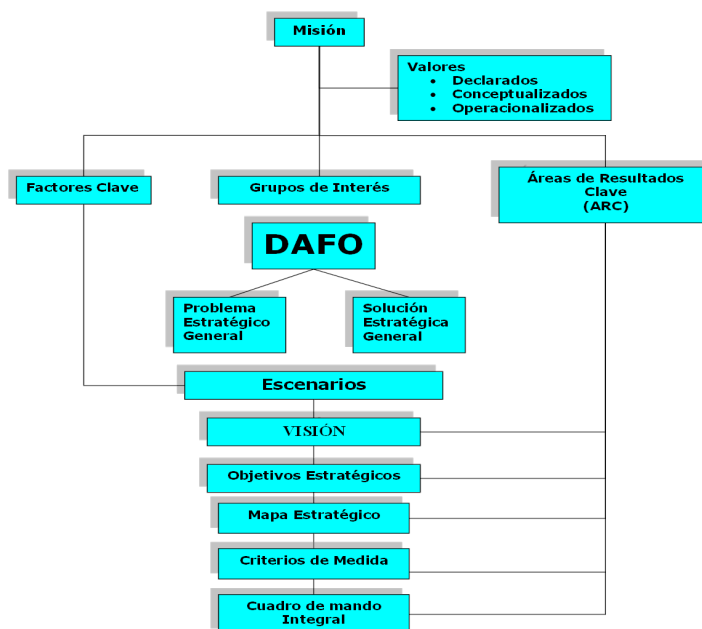 Misión
Valores
• Declarados
• Conceptualizados
• Operacionalizados
Factores Clave
Grupos de Interés
Áreas de Resultados
Clave
(ARC)
DAFO
Problema
Estratégico
General
Solución
Estratégica
General
Escenarios
VISIÓN
Objetivos Estratégicos
Mapa Estratégico
Criterios de Medida
Cuadro de mando
Integral